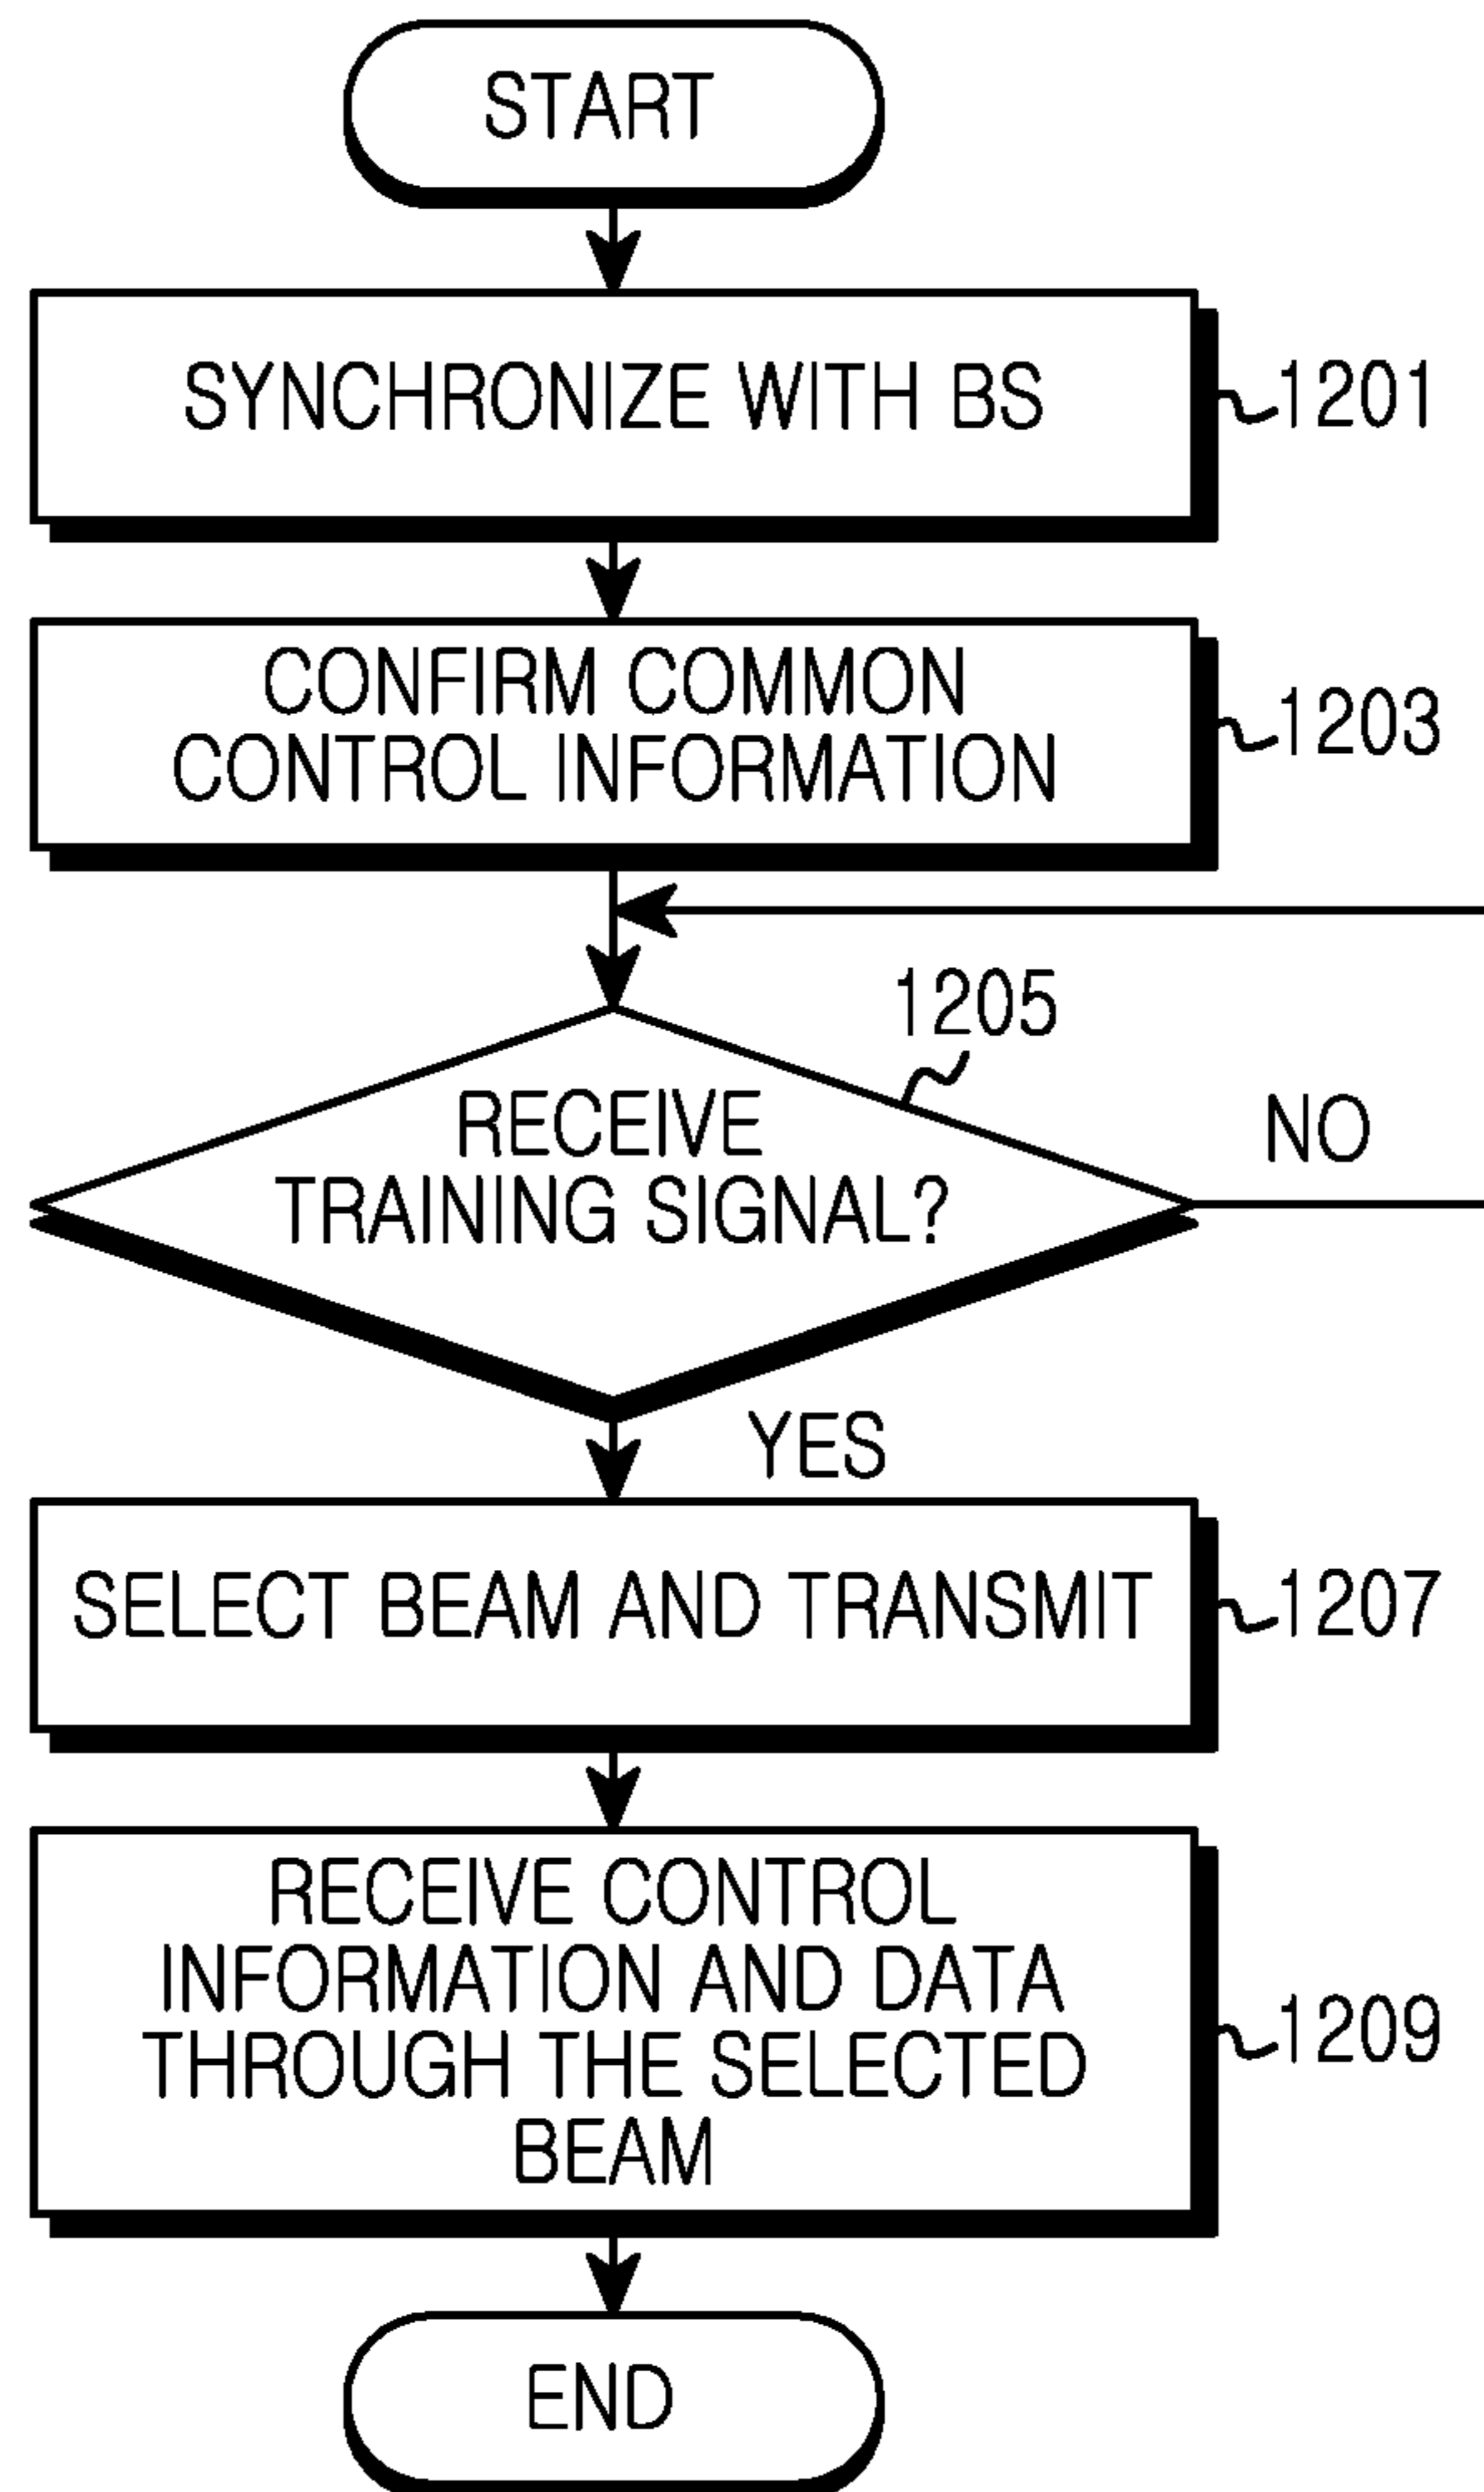 START
SYNCHRONIZE WITH BS
1201
CONFIRM COMMON
CONTROL INFORMATION
1203
1205
RECEIVE
TRAINING SIGNAL?
NO
YES
SELECT BEAM AND TRANSMIT
1207
RECEIVE CONTROL
INFORMATION AND DATA
THROUGH THE SELECTED
BEAM
1209
END